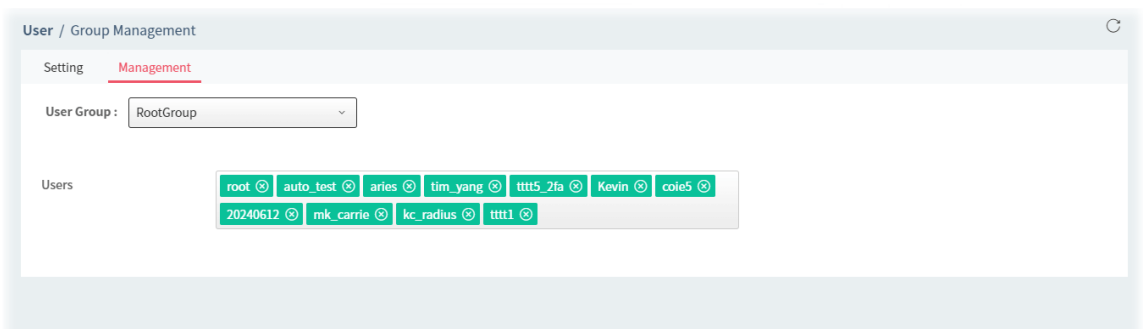 User / Group Management
Setting Management
User Group : RootGroup
Users
root auto_test aries tim_yang tttt5_2fa Kevin coie5
20240612 mk_carrie kc_radius tttt1